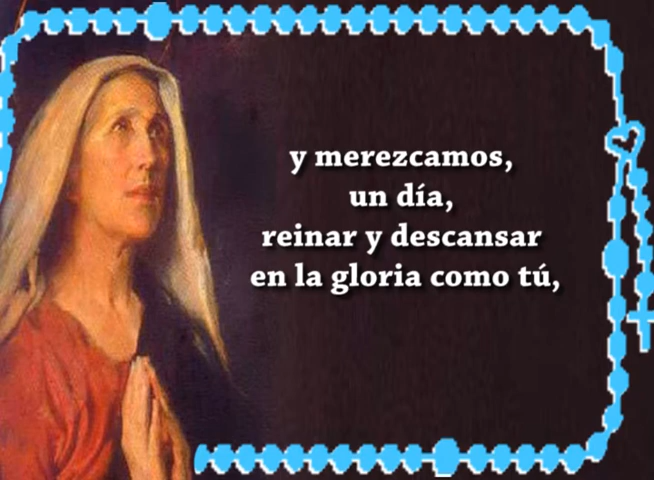 y merezcamos,
un día,
reinar y descansar
en la gloria como tú,